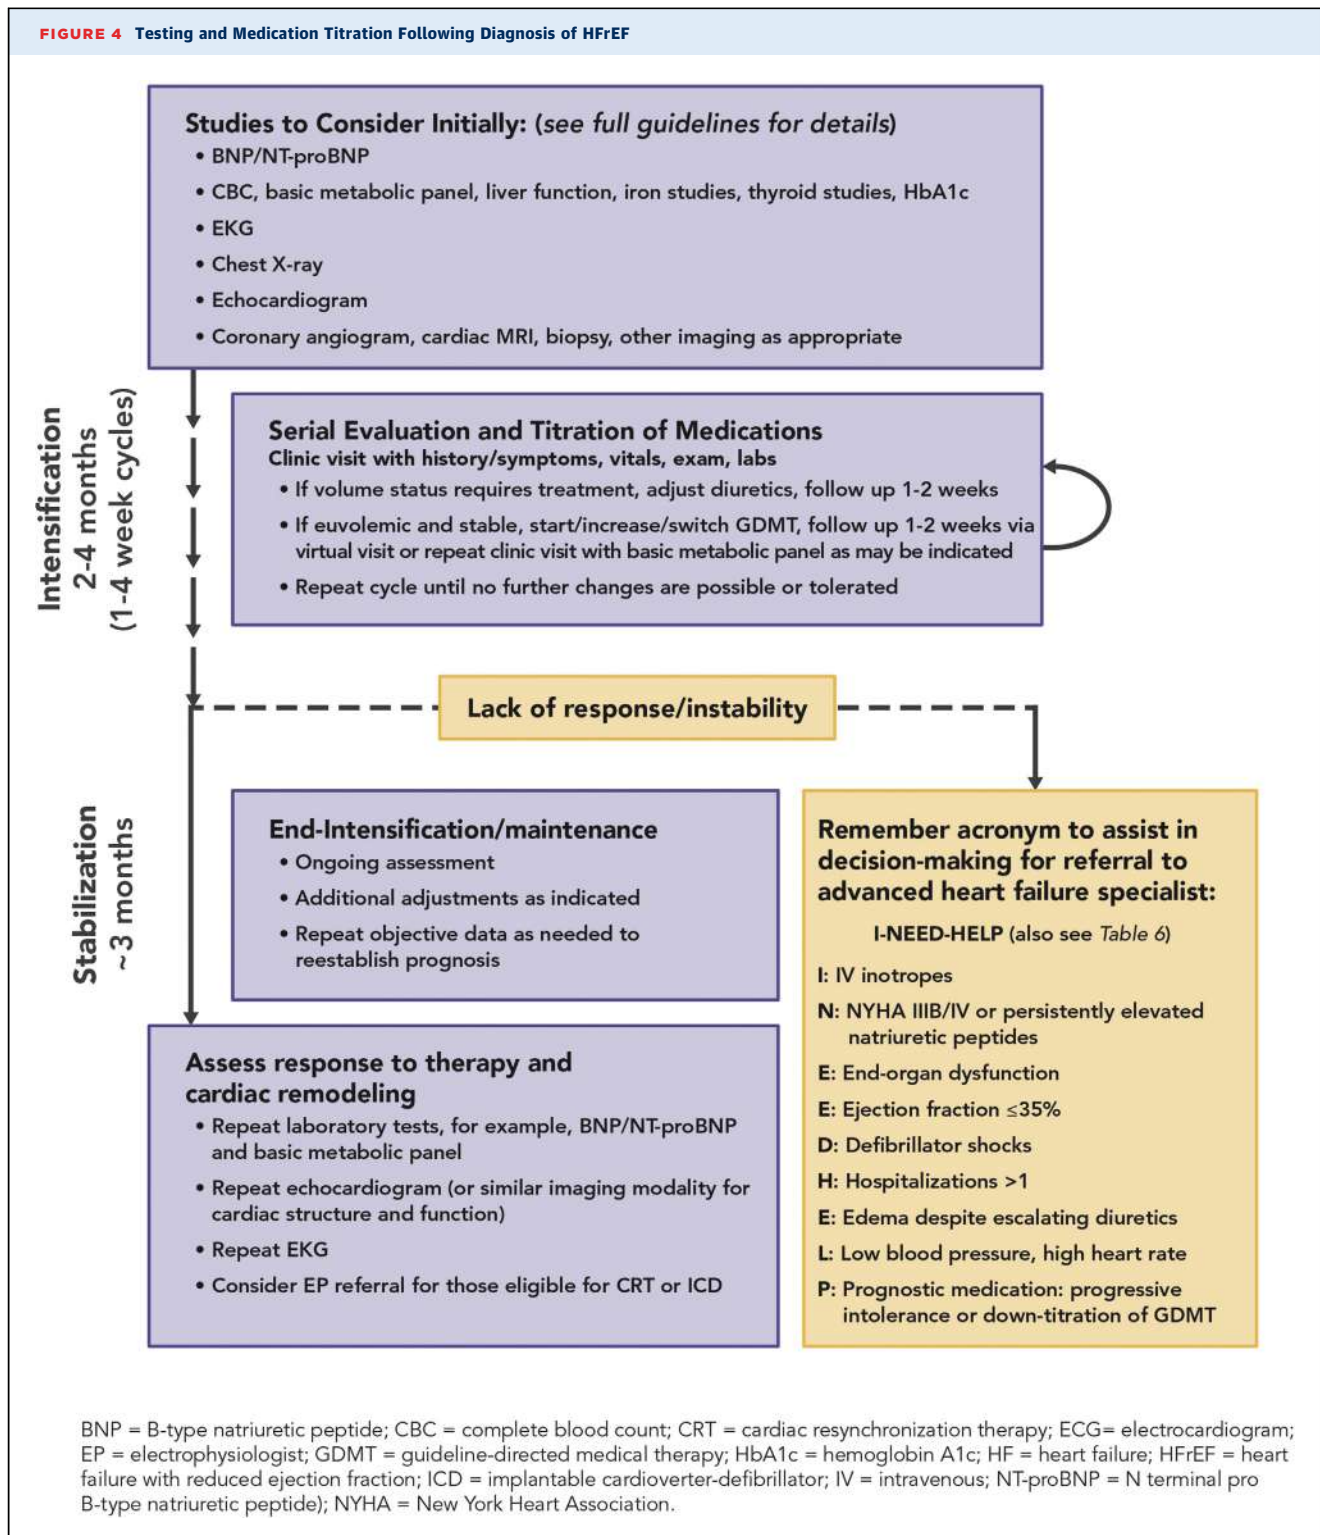 FIGURE 4 Testing and Medication Titration Following Diagnosis of HFrEF
Studies to Consider Initially: (see full guidelines for details)
• BNP/NT-proBNP
• CBC, basic metabolic panel, liver function, iron studies, thyroid studies, HbA1c
• EKG
• Chest X-ray
• Echocardiogram
• Coronary angiogram, cardiac MRI, biopsy, other imaging as appropriate
Intensification
2-4 months
(1-4 week cycles)
Serial Evaluation and Titration of Medications
Clinic visit with history/symptoms, vitals, exam, labs
• If volume status requires treatment, adjust diuretics, follow up 1-2 weeks
• If euvolemic and stable, start/increase/switch GDMT, follow up 1-2 weeks via
virtual visit or repeat clinic visit with basic metabolic panel as may be indicated
• Repeat cycle until no further changes are possible or tolerated
Lack of response/instability
Stabilization
~3 months
End-Intensification/maintenance
• Ongoing assessment
• Additional adjustments as indicated
• Repeat objective data as needed to
reestablish prognosis
Assess response to therapy and
cardiac remodeling
• Repeat laboratory tests, for example, BNP/NT-proBNP
and basic metabolic panel
• Repeat echocardiogram (or similar imaging modality for
cardiac structure and function)
• Repeat EKG
• Consider EP referral for those eligible for CRT or ICD
Remember acronym to assist in
decision-making for referral to
advanced heart failure specialist:
I-NEED-HELP (also see Table 6)
I: IV inotropes
N: NYHA IIIB/IV or persistently elevated
natriuretic peptides
E: End-organ dysfunction
E: Ejection fraction ≤35%
D: Defibrillator shocks
H: Hospitalizations >1
E: Edema despite escalating diuretics
L: Low blood pressure, high heart rate
P: Prognostic medication: progressive
intolerance or down-titration of GDMT
BNP = B-type natriuretic peptide; CBC = complete blood count; CRT = cardiac resynchronization therapy; ECG= electrocardiogram;
EP = electrophysiologist; GDMT = guideline-directed medical therapy; HbA1c = hemoglobin A1c; HF = heart failure; HFrEF = heart
failure with reduced ejection fraction; ICD = implantable cardioverter-defibrillator; IV = intravenous; NT-proBNP = N terminal pro
B-type natriuretic peptide); NYHA = New York Heart Association.